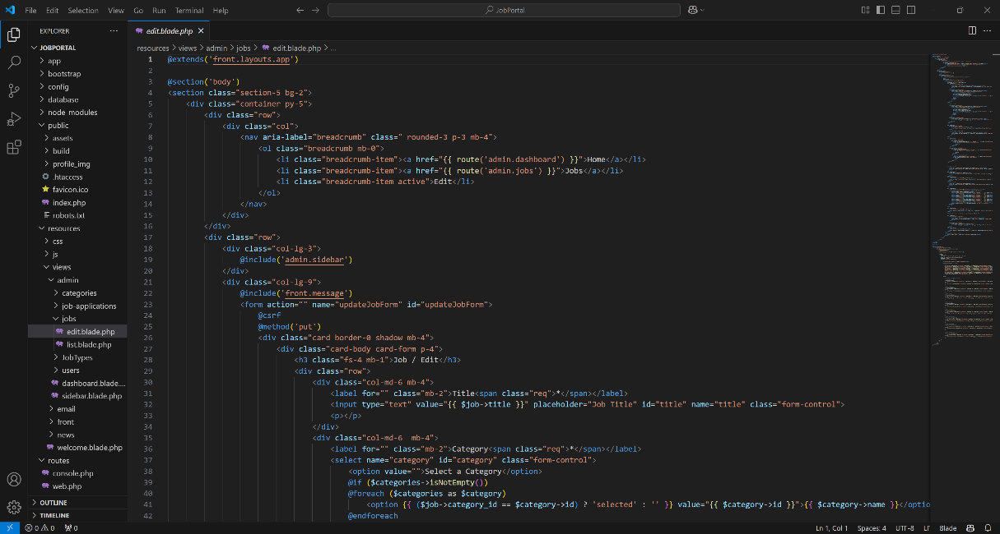 File Edit Selection View Go Run Terminal Help
JobPortal
EXPLORER
JOBPORTAL
app
bootstrap
config
database
node_modules
public
assets
build
profile_img
.htaccess
favicon.ico
index.php
robots.txt
resources
css
js
views
admin
categories
job-applications
jobs
edit.blade.php
list.blade.php
JobTypes
users
dashboard.blade....
sidebar.blade.php
email
front
news
welcome.blade.php
routes
console.php
web.php
OUTLINE
TIMELINE
edit.blade.php
resources > views > admin > jobs > edit.blade.php > ...
1 @extends('front.layouts.app')
2
3 @section('body')
4 <section class="section-5 bg-2">
5 <div class="container py-5">
6 <div class="row">
7 <div class="col">
8 <nav aria-label="breadcrumb" class=" rounded-3 p-3 mb-4">
9 <ol class="breadcrumb mb-0">
10 <li class="breadcrumb-item"><a href="{{ route('admin.dashboard') }}">Home</a></li>
11 <li class="breadcrumb-item"><a href="{{ route('admin.jobs') }}">Jobs</a></li>
12 <li class="breadcrumb-item active">Edit</li>
13 </ol>
14 </nav>
15 </div>
16 </div>
17 <div class="row">
18 <div class="col-lg-3">
19 @include('admin.sidebar')
20 </div>
21 <div class="col-lg-9">
22 @include('front.message')
23 <form action="" name="updateJobForm" id="updateJobForm">
24 @csrf
25 @method('put')
26 <div class="card border-0 shadow mb-4">
27 <div class="card-body card-form p-4">
28 <h3 class="fs-4 mb-1">Job / Edit</h3>
29 <div class="row">
30 <div class="col-md-6 mb-4">
31 <label for="" class="mb-2">Title<span class="req">*</span></label>
32 <input type="text" value="{{ $job->title }}" placeholder="Job Title" id="title" name="title" class="form-control">
33 <p></p>
34 </div>
35 <div class="col-md-6  mb-4">
36 <label for="" class="mb-2">Category<span class="req">*</span></label>
37 <select name="category" id="category" class="form-control">
38 <option value="">Select a Category</option>
39 @if ($categories->isNotEmpty())
40 @foreach ($categories as $category)
41 <option {{ ($job->category_id == $category->id) ? 'selected' : '' }} value="{{ $category->id }}">{{ $category->name }}</optio
42 @endforeach
0 0 0 Ln 1, Col 1 Spaces: 4 UTF-8 LF Blade